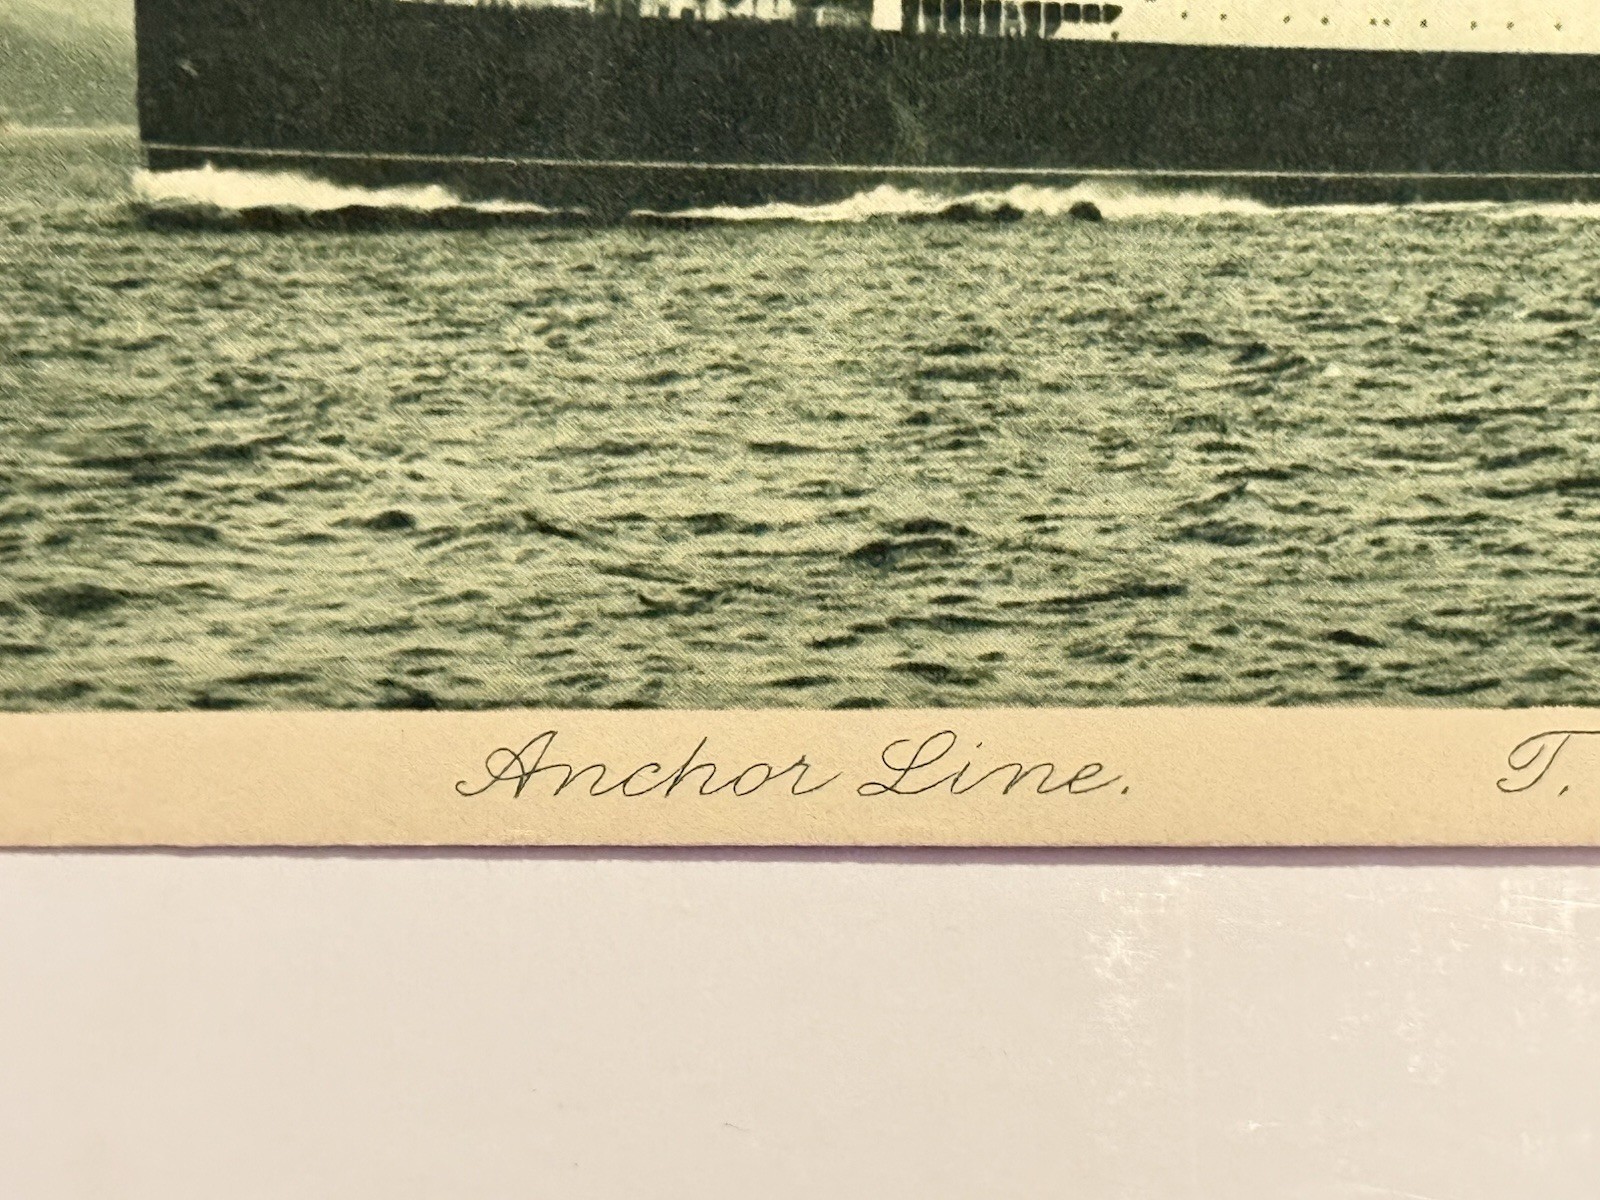 Anchor Line. T.